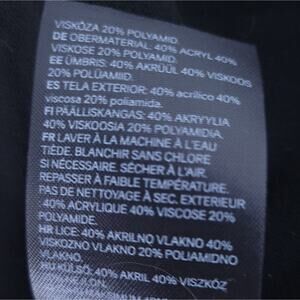 VISKÓZA 20% POLYAMID.
DE OBERMATERIAL: 40% ACRYL 40%
VISKOSE 20% POLYAMID.
EE ÜMBRIS: 40% AKRÜÜL 40% VISKOOS
20% POLÜAMIID.
ES TELA EXTERIOR: 40% acrílico 40%
viscosa 20% poliamida.
FI PÄÄLLISKANGAS: 40% AKRYYLIA
40% VISKOOSIA 20% POLYAMIDIA.
FR LAVER À LA MACHINE À L'EAU
TIÈDE. BLANCHIR SANS CHLORE
SI NÉCESSAIRE. SÉCHER À L'AIR.
REPASSER À FAIBLE TEMPÉRATURE.
PAS DE NETTOYAGE À SEC. EXTERIEUR
40% ACRYLIQUE 40% VISCOSE 20%
POLYAMIDE.
HR LICE: 40% AKRILNO VLAKNO 40%
VISKOZNO VLAKNO 20% POLIAMIDNO
VLAKNO.
HU KÜLSŐ: 40% AKRIL 40% VISZKÓZ